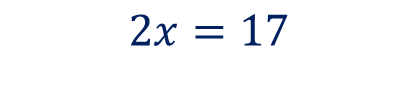 2x = 17